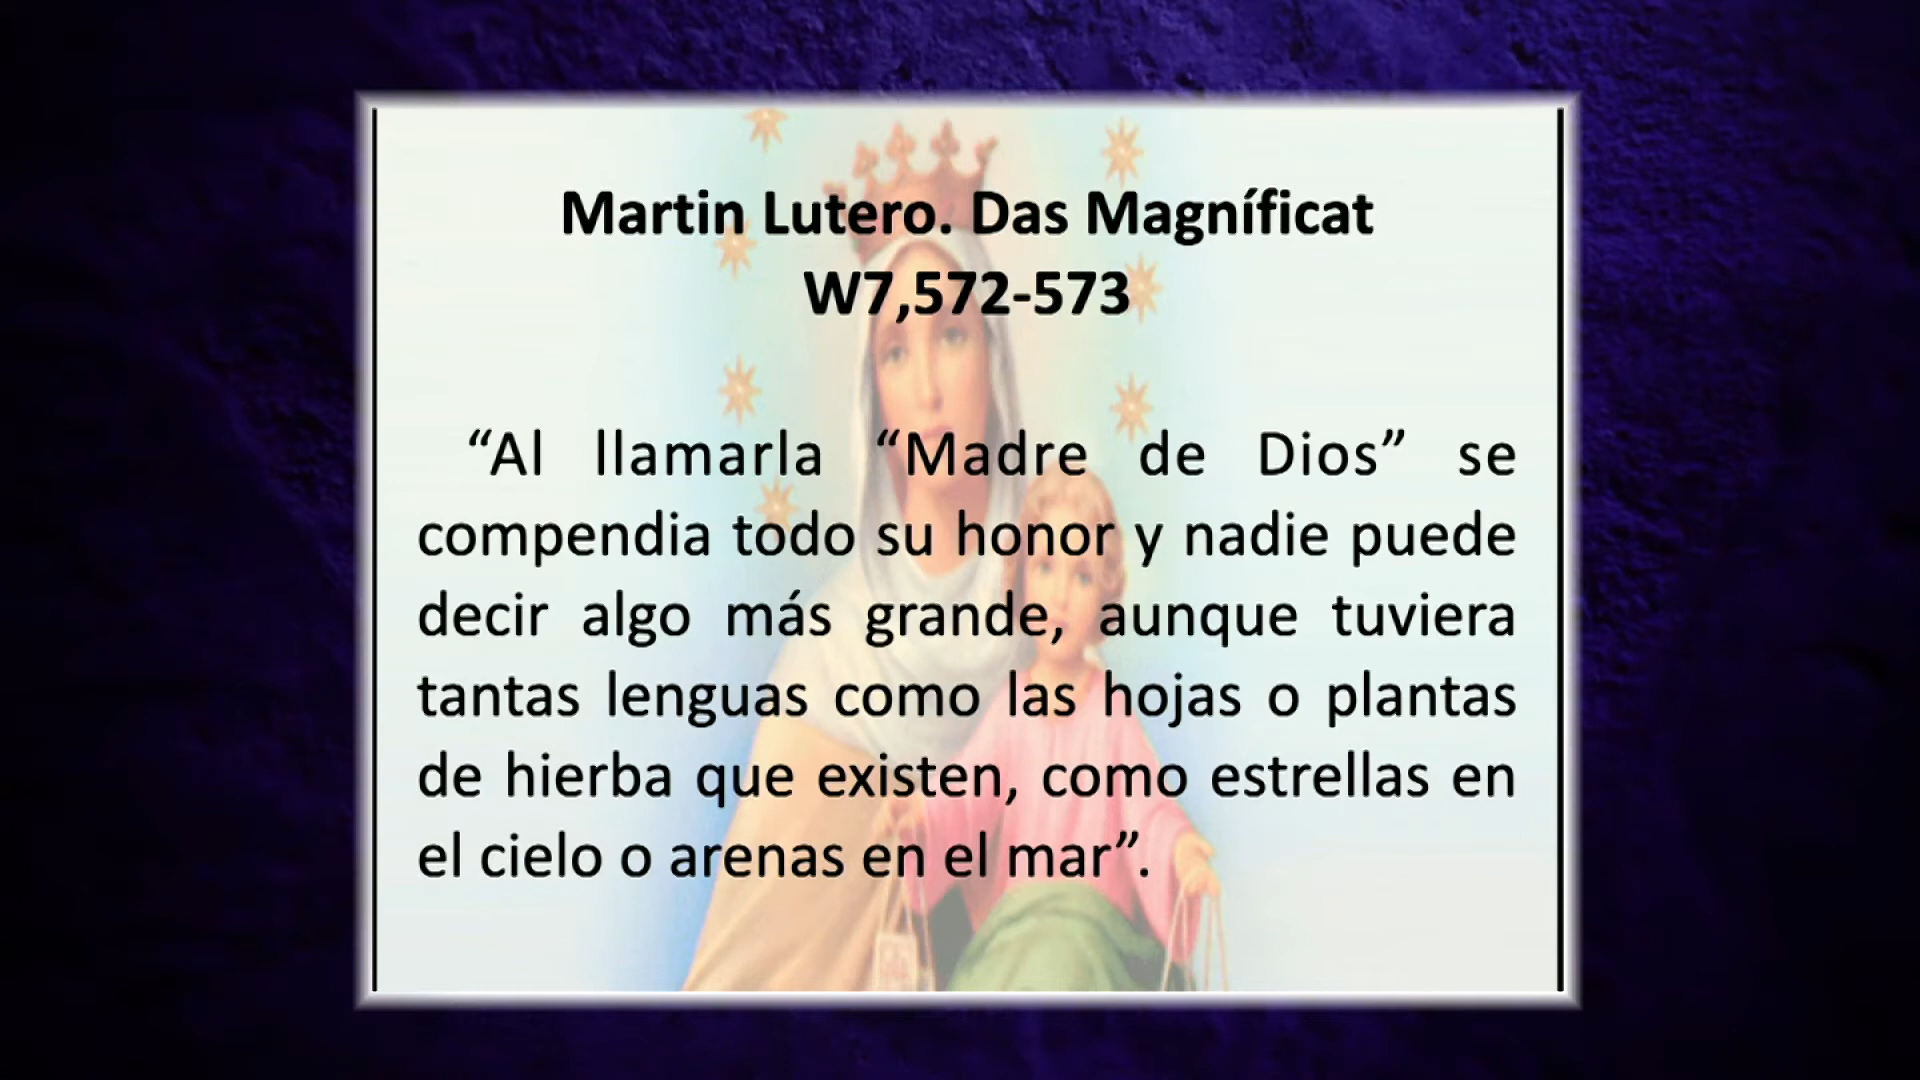 Martin Lutero. Das Magníficat
W7,572-573
“Al llamarla “Madre de Dios” se
compendia todo su honor y nadie puede
decir algo más grande, aunque tuviera
tantas lenguas como las hojas o plantas
de hierba que existen, como estrellas en
el cielo o arenas en el mar”.